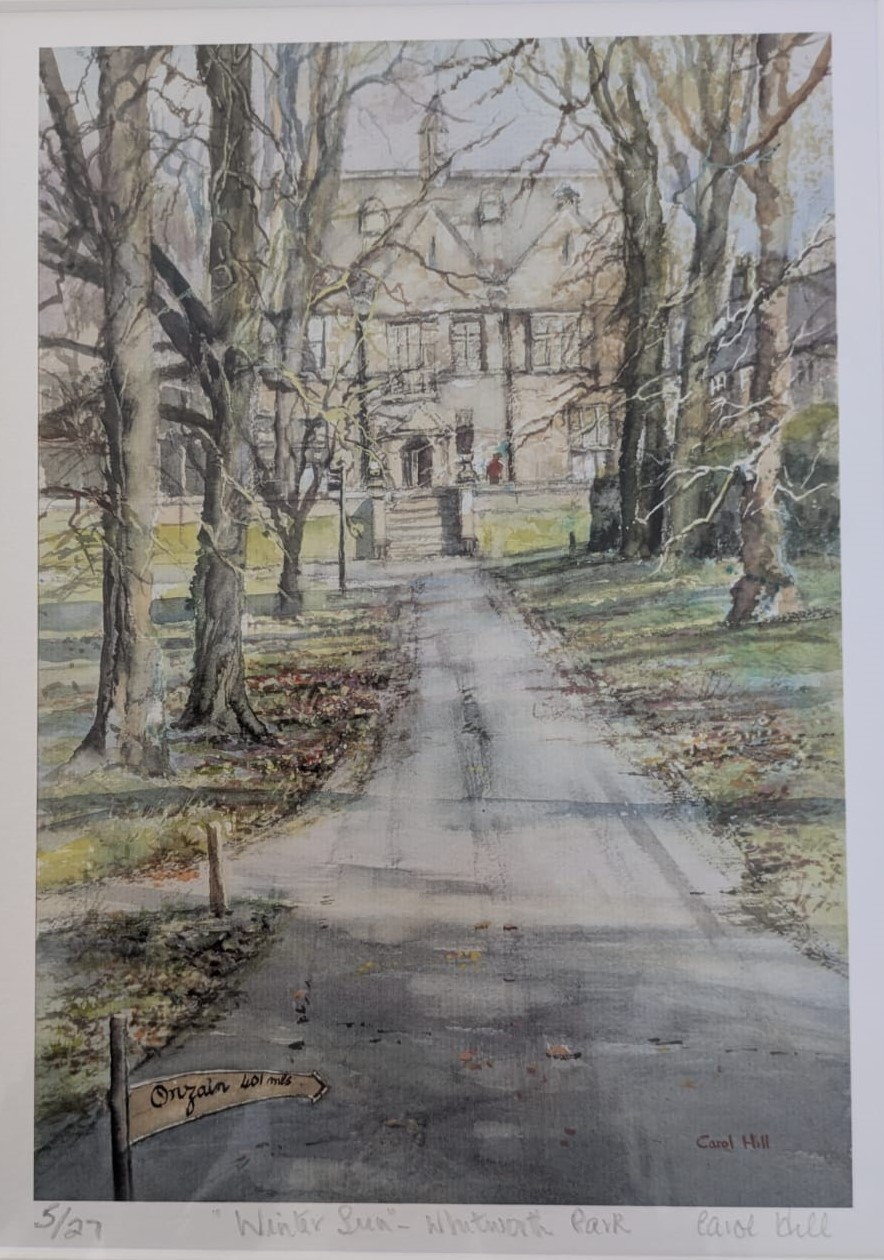 Onzain 401 mls
Carol Hill
5/27 "Winter Sun" - Whitworth Park Carol Hill